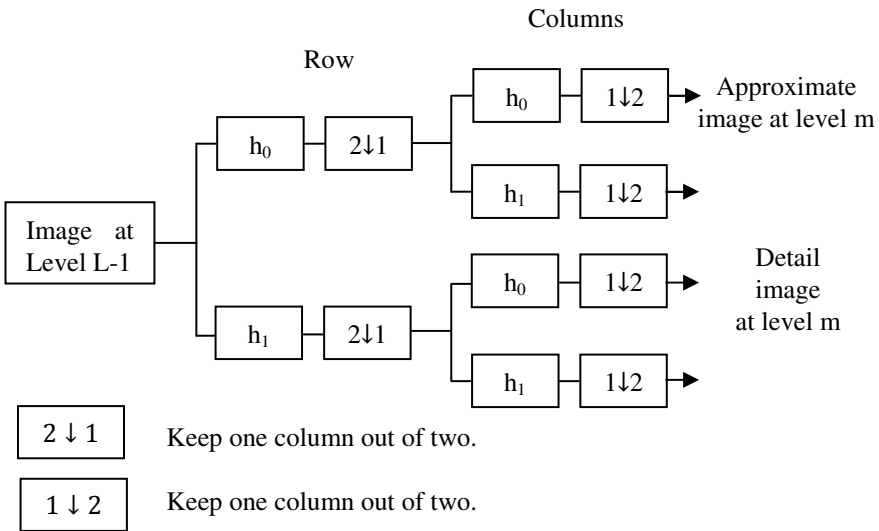 Columns
Row
h₀
1↓2
Approximate
image at level m
h₀
2↓1
h₁
1↓2
Image at
Level L-1
h₀
1↓2
Detail
image
at level m
h₁
2↓1
h₁
1↓2
2 ↓ 1
Keep one column out of two.
1 ↓ 2
Keep one column out of two.